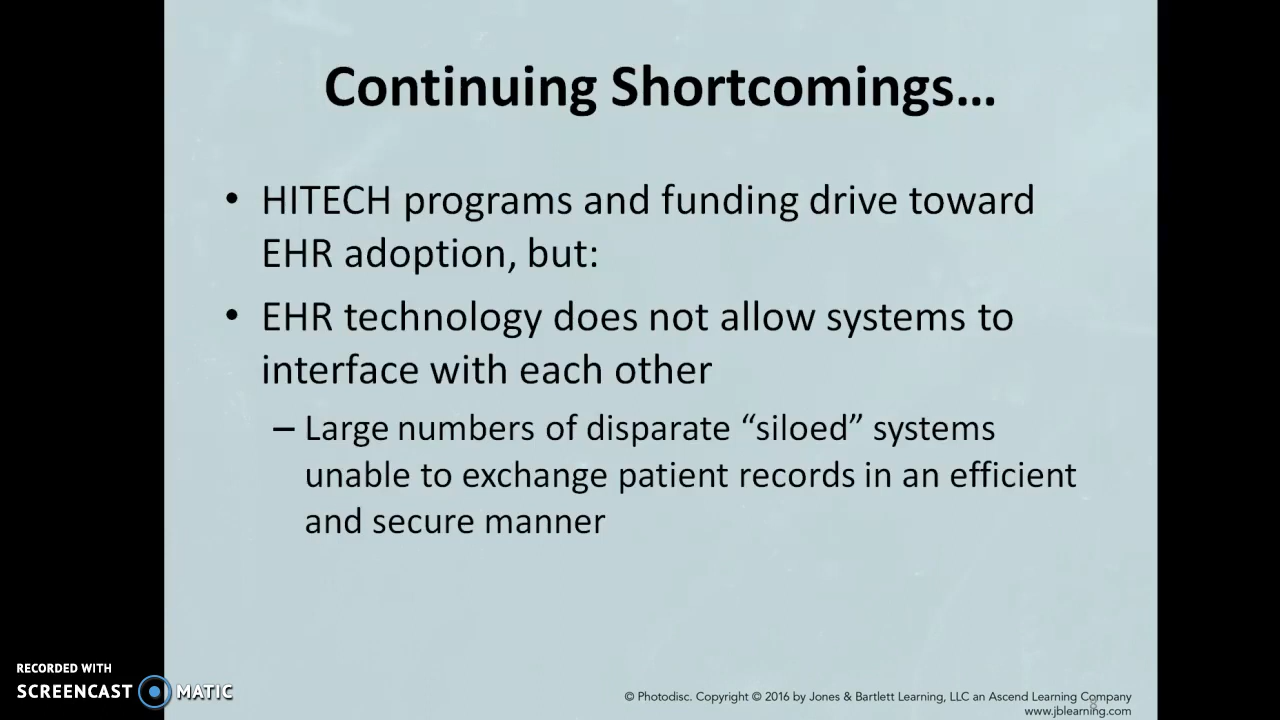 Continuing Shortcomings…
• HITECH programs and funding drive toward
EHR adoption, but:
• EHR technology does not allow systems to
interface with each other
– Large numbers of disparate “siloed” systems
unable to exchange patient records in an efficient
and secure manner
RECORDED WITH
SCREENCAST MATIC
© Photodisc. Copyright © 2016 by Jones & Bartlett Learning, LLC an Ascend Learning Company
www.jblearning.com
8